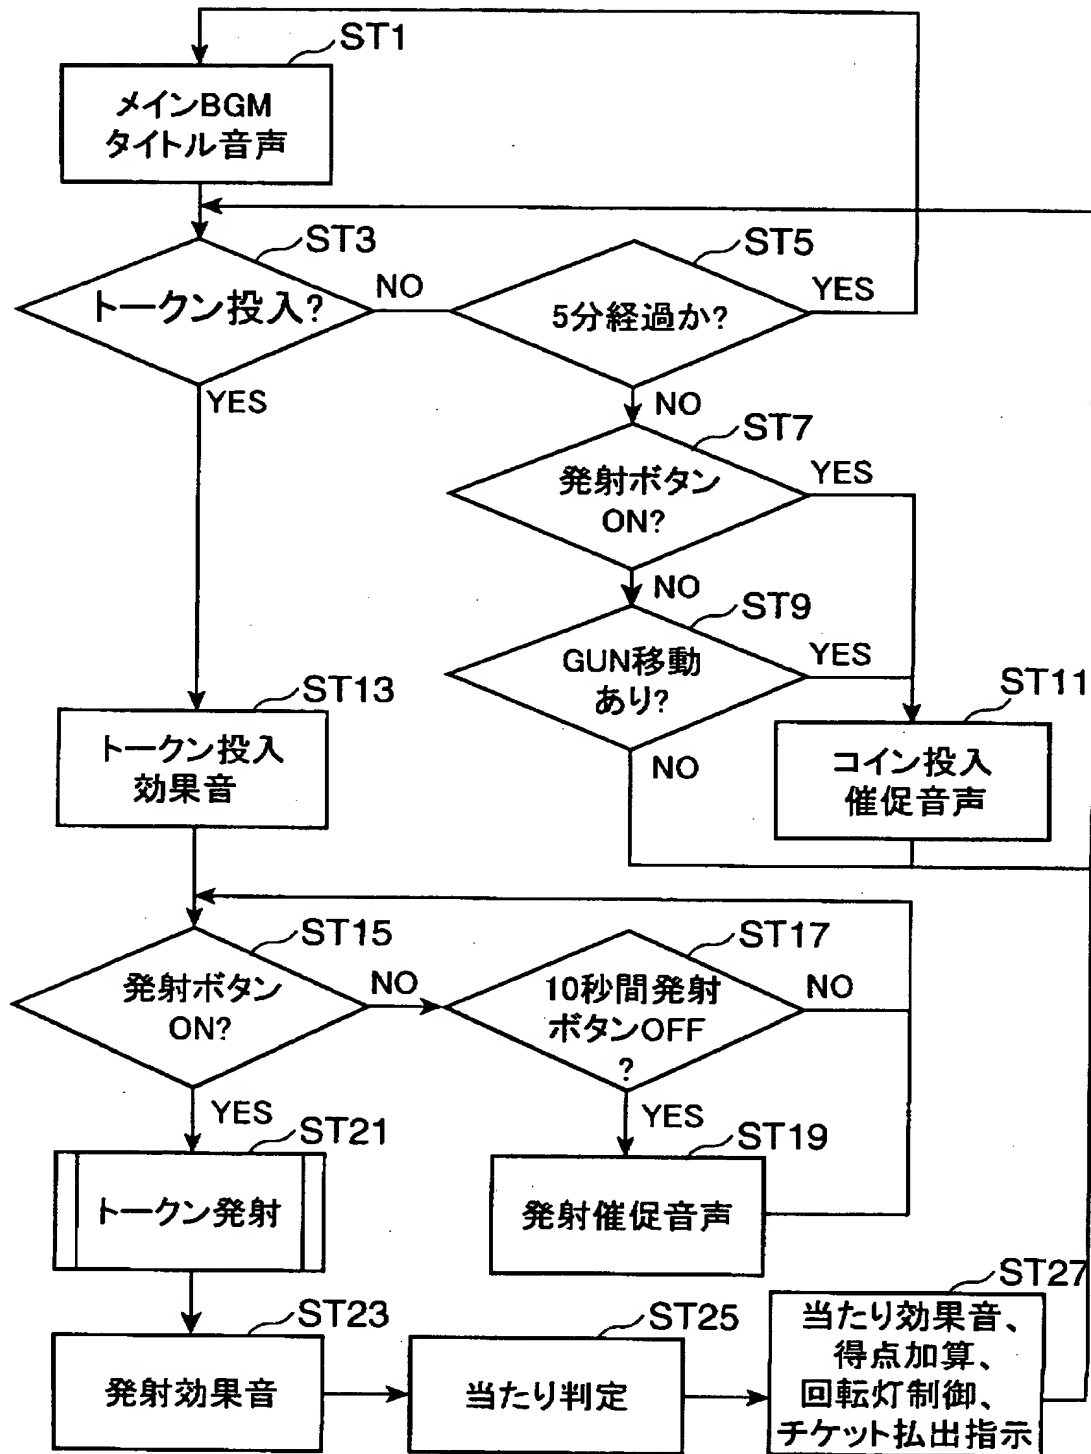 ST1
メインBGM
タイトル音声
ST3
トークン投入?
NO
YES
ST5
5分経過か?
YES
NO
ST7
発射ボタン
ON?
YES
NO
ST9
GUN移動
あり?
YES
NO
ST11
コイン投入
催促音声
ST13
トークン投入
効果音
ST15
発射ボタン
ON?
NO
YES
ST17
10秒間発射
ボタンOFF
?
NO
YES
ST19
発射催促音声
ST21
トークン発射
ST23
発射効果音
ST25
当たり判定
ST27
当たり効果音、
得点加算、
回転灯制御、
チケット払出指示